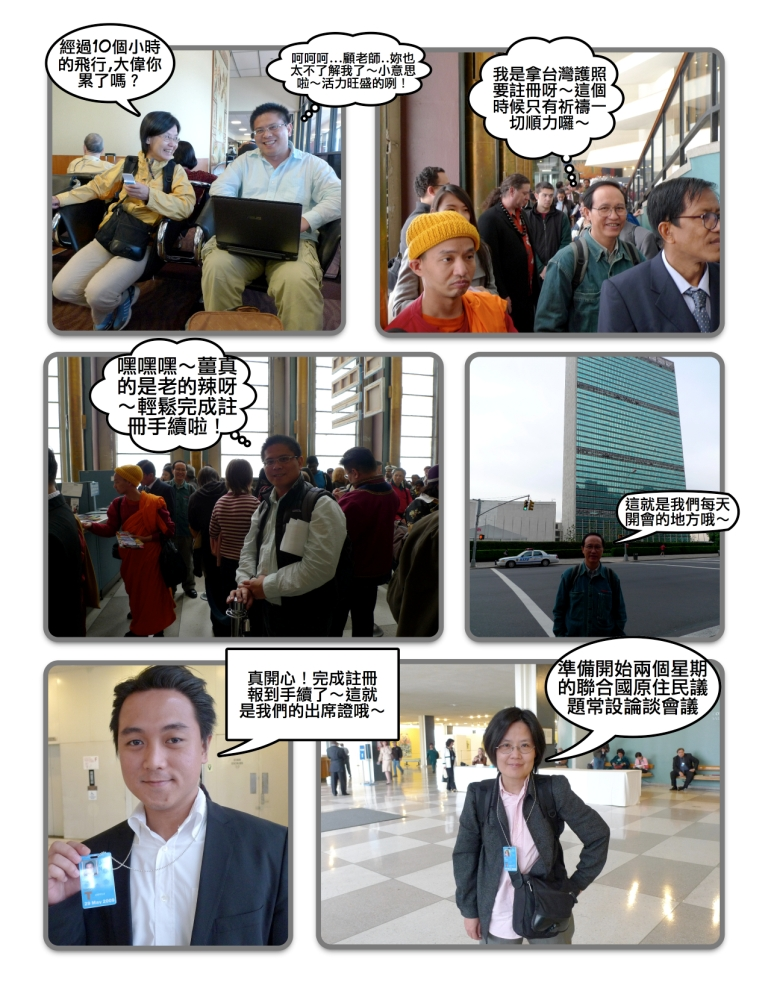 經過10個小時
的飛行,大偉你
累了嗎？
呵呵呵...顧老師..妳也
太不了解我了～小意思
啦～活力旺盛的咧！
我是拿台灣護照
要註冊呀～這個
時候只有祈禱一
切順力囉～
嘿嘿嘿～薑真
的是老的辣呀
～輕鬆完成註
冊手續啦！
這就是我們每天
開會的地方哦～
真開心！完成註冊
報到手續了～這就
是我們的出席證哦～
準備開始兩個星期
的聯合國原住民議
題常設論談會議